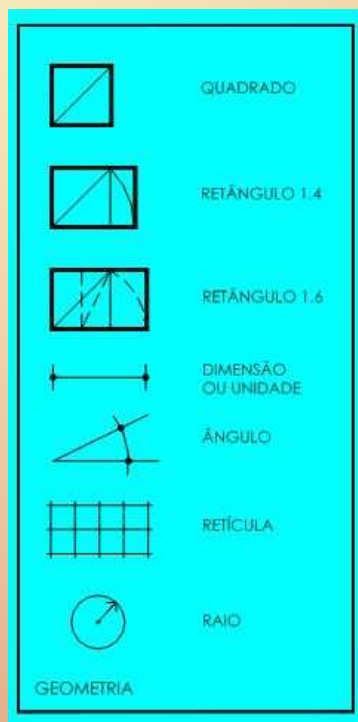 QUADRADO
RETÂNGULO 1.4
RETÂNGULO 1.6
DIMENSÃO
OU UNIDADE
ÂNGULO
RETÍCULA
RAIO
GEOMETRIA